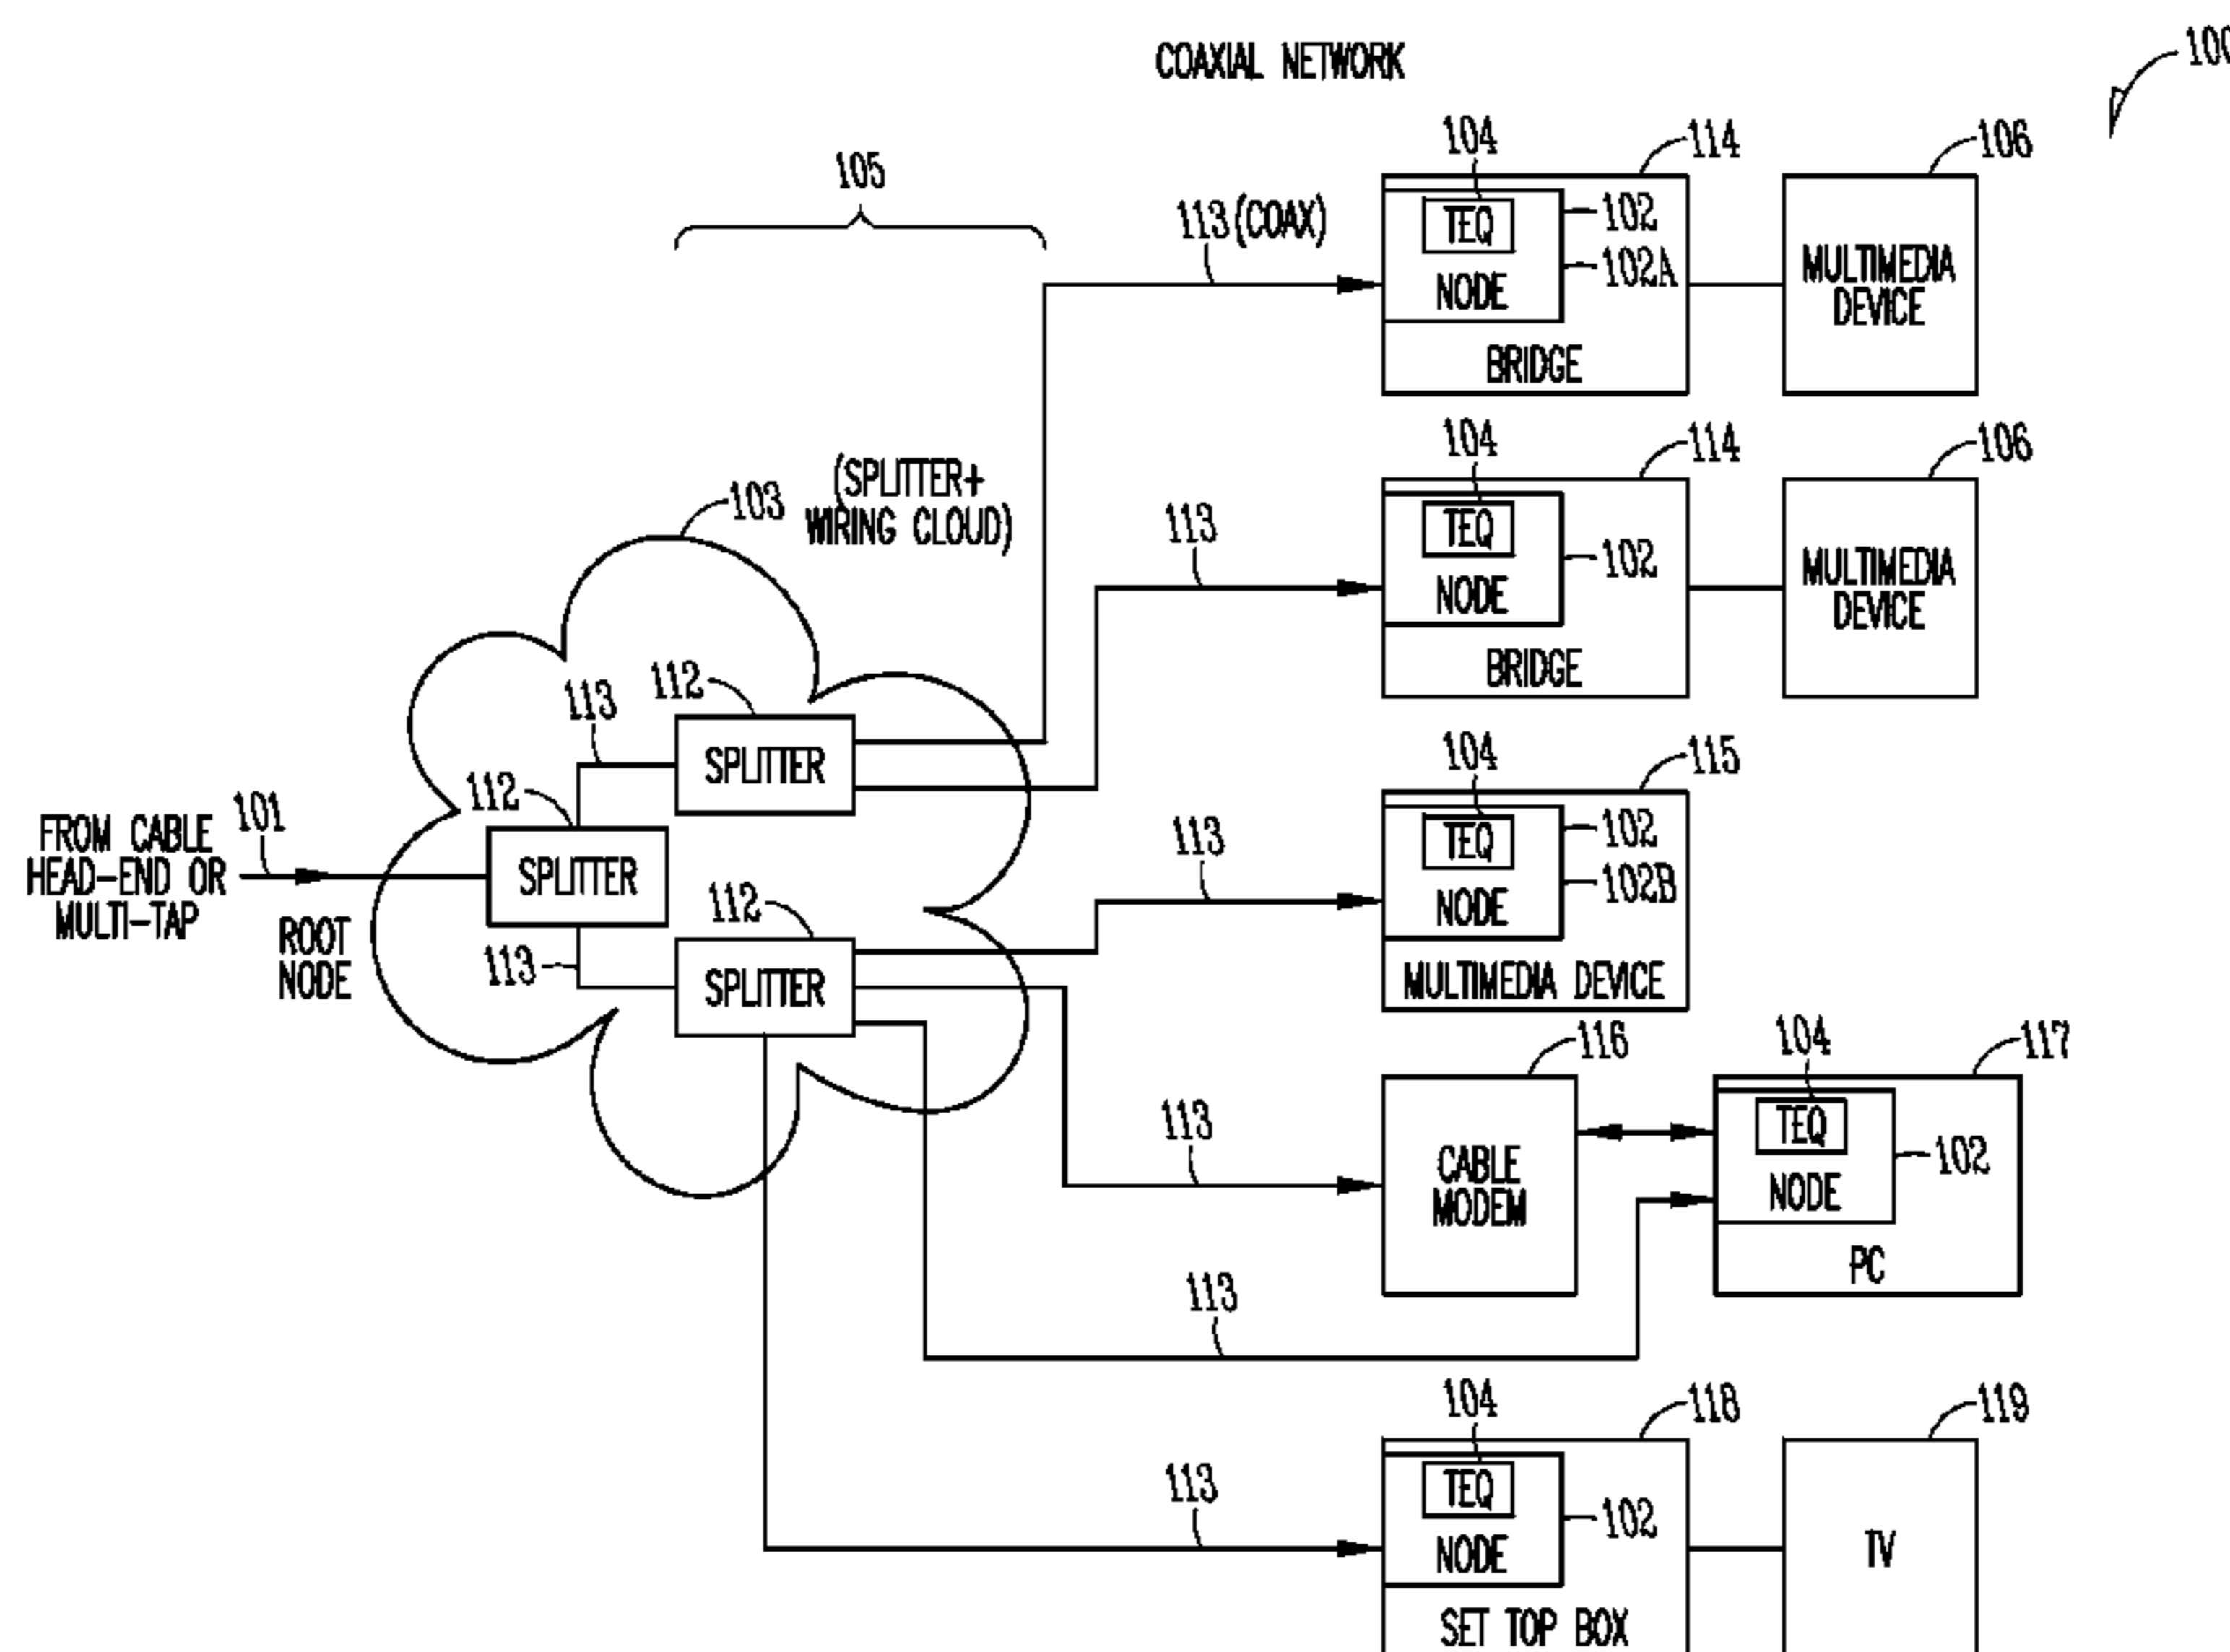 COAXIAL NETWORK
100
105
113(COAX)
104
114
106
TEQ
102
102A
NODE
BRIDGE
MULTIMEDIA
DEVICE
103
(SPLITTER+
WIRING CLOUD)
113
104
114
106
TEQ
102
NODE
BRIDGE
MULTIMEDIA
DEVICE
112
113
SPLITTER
112
SPLITTER
FROM CABLE
HEAD-END OR
MULTI-TAP
101
ROOT
NODE
113
112
SPLITTER
113
104
115
TEQ
102
102B
NODE
MULTIMEDIA DEVICE
113
116
CABLE
MODEM
104
117
TEQ
102
NODE
PC
113
113
104
118
119
TEQ
102
NODE
SET TOP BOX
TV